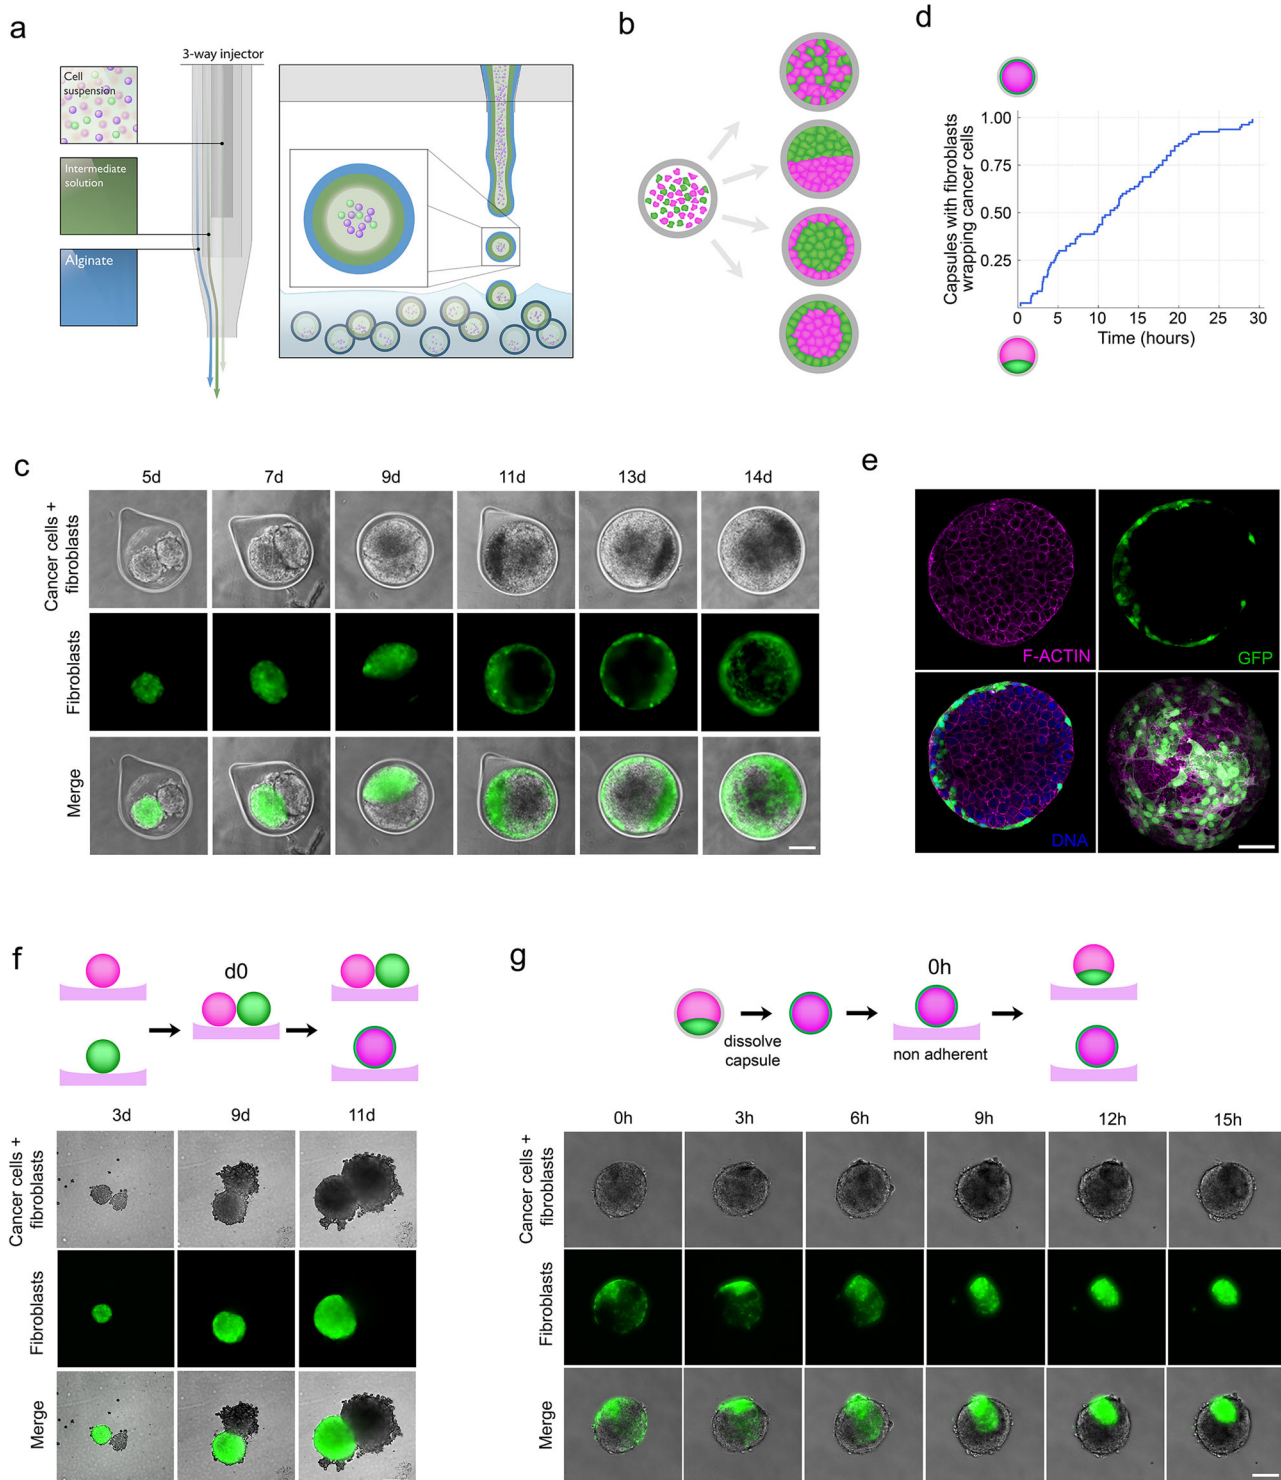 a
3-way injector
Cell
suspension
Intermediate
solution
Alginate
b
d
Capsules with fibroblasts
wrapping cancer cells
1.00
0.75
0.50
0.25
0
5
10
15
20
25
30
Time (hours)
c
5d
7d
9d
11d
13d
14d
Cancer cells +
fibroblasts
Fibroblasts
Merge
e
F-ACTIN
GFP
DNA
f
d0
3d
9d
11d
Cancer cells +
fibroblasts
Fibroblasts
Merge
g
dissolve
capsule
0h
non adherent
0h
3h
6h
9h
12h
15h
Cancer cells +
fibroblasts
Fibroblasts
Merge